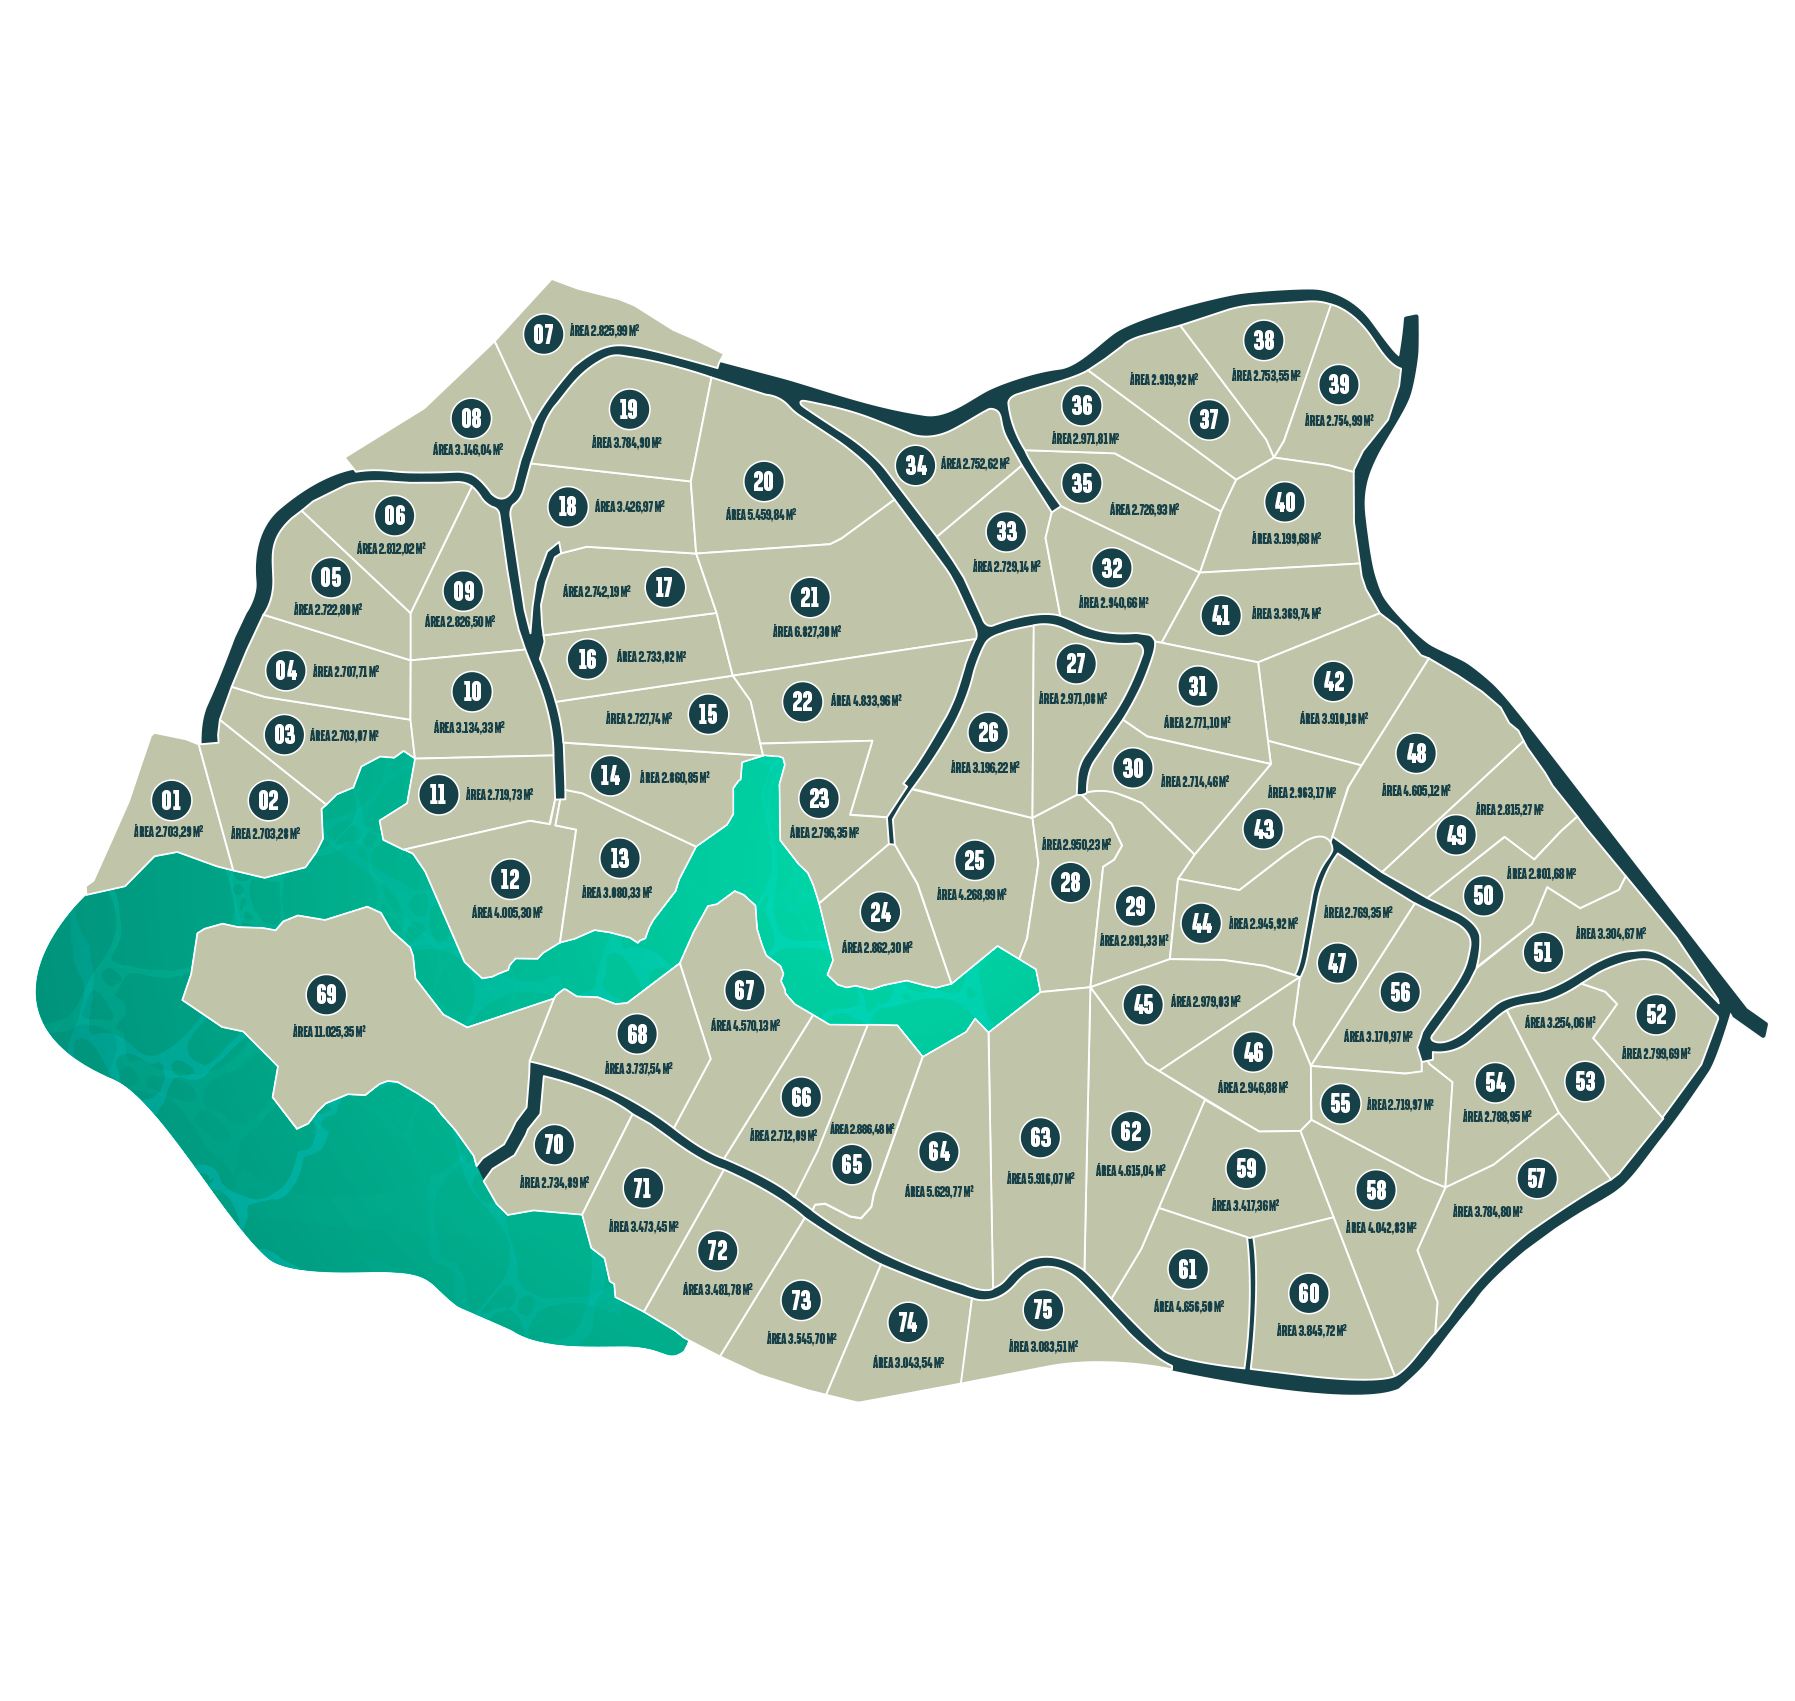 07
ÁREA 2.825,99 M²
38
ÁREA 2.753,55 M²
39
ÁREA 2.754,99 M²
08
ÁREA 3.146,04 M²
19
ÁREA 3.784,90 M²
36
ÁREA 2.971,81 M²
ÁREA 2.919,92 M²
37
34
ÁREA 2.752,62 M²
20
ÁREA 5.459,84 M²
35
ÁREA 2.726,93 M²
40
ÁREA 3.199,68 M²
18
ÁREA 3.426,97 M²
06
ÁREA 2.812,02 M²
33
ÁREA 2.729,14 M²
05
ÁREA 2.722,80 M²
09
ÁREA 2.826,50 M²
ÁREA 2.742,19 M²
17
21
ÁREA 6.027,30 M²
32
ÁREA 2.940,66 M²
41
ÁREA 3.369,74 M²
04
ÁREA 2.707,71 M²
16
ÁREA 2.733,02 M²
27
ÁREA 2.971,08 M²
10
ÁREA 3.134,33 M²
22
ÁREA 4.833,96 M²
31
ÁREA 2.771,10 M²
42
ÁREA 3.910,18 M²
03
ÁREA 2.703,07 M²
ÁREA 2.727,74 M²
15
26
ÁREA 3.196,22 M²
48
ÁREA 4.605,12 M²
14
ÁREA 2.860,85 M²
30
ÁREA 2.714,46 M²
01
ÁREA 2.703,29 M²
02
ÁREA 2.703,28 M²
11
ÁREA 2.719,73 M²
23
ÁREA 2.796,35 M²
ÁREA 2.963,17 M²
43
ÁREA 2.815,27 M²
49
13
ÁREA 3.080,33 M²
25
ÁREA 4.268,99 M²
ÁREA 2.950,23 M²
28
12
ÁREA 4.005,30 M²
ÁREA 2.801,68 M²
50
24
ÁREA 2.862,30 M²
29
ÁREA 2.891,33 M²
44
ÁREA 2.945,92 M²
ÁREA 2.769,35 M²
47
51
ÁREA 3.304,67 M²
69
ÁREA 11.025,35 M²
67
ÁREA 4.570,13 M²
45
ÁREA 2.979,03 M²
56
ÁREA 3.170,97 M²
52
ÁREA 2.799,69 M²
68
ÁREA 3.737,54 M²
46
ÁREA 2.946,88 M²
ÁREA 3.254,06 M²
53
66
ÁREA 2.712,09 M²
55
ÁREA 2.719,97 M²
54
ÁREA 2.788,95 M²
70
ÁREA 2.734,89 M²
ÁREA 2.886,48 M²
65
64
ÁREA 5.629,77 M²
63
ÁREA 5.916,07 M²
62
ÁREA 4.615,04 M²
59
ÁREA 3.417,36 M²
71
ÁREA 3.473,45 M²
58
ÁREA 4.042,83 M²
57
ÁREA 3.784,80 M²
72
ÁREA 3.481,78 M²
61
ÁREA 4.656,50 M²
60
ÁREA 3.845,72 M²
73
ÁREA 3.545,70 M²
74
ÁREA 3.043,54 M²
75
ÁREA 3.083,51 M²